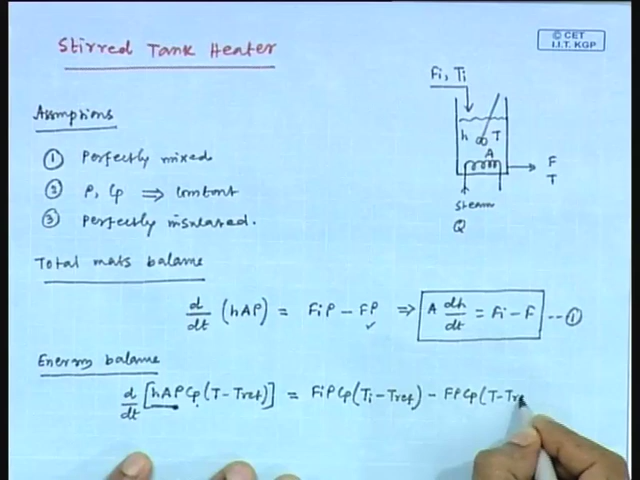 Stirred Tank Heater
© CET
I.I.T. KGP
Fi, Ti
h T
A
F
T
Steam
Q
Assumptions
① Perfectly mixed
② ρ, Cp ⟹ constant
③ Perfectly insulated.
Total mass balance
d/dt (hAρ) = Fiρ − Fρ ⟹ A dh/dt = Fi − F --- ①
Energy balance
d/dt [hAρCp(T−Tref)] = FiρCp(Ti−Tref) − FρCp(T−Tre